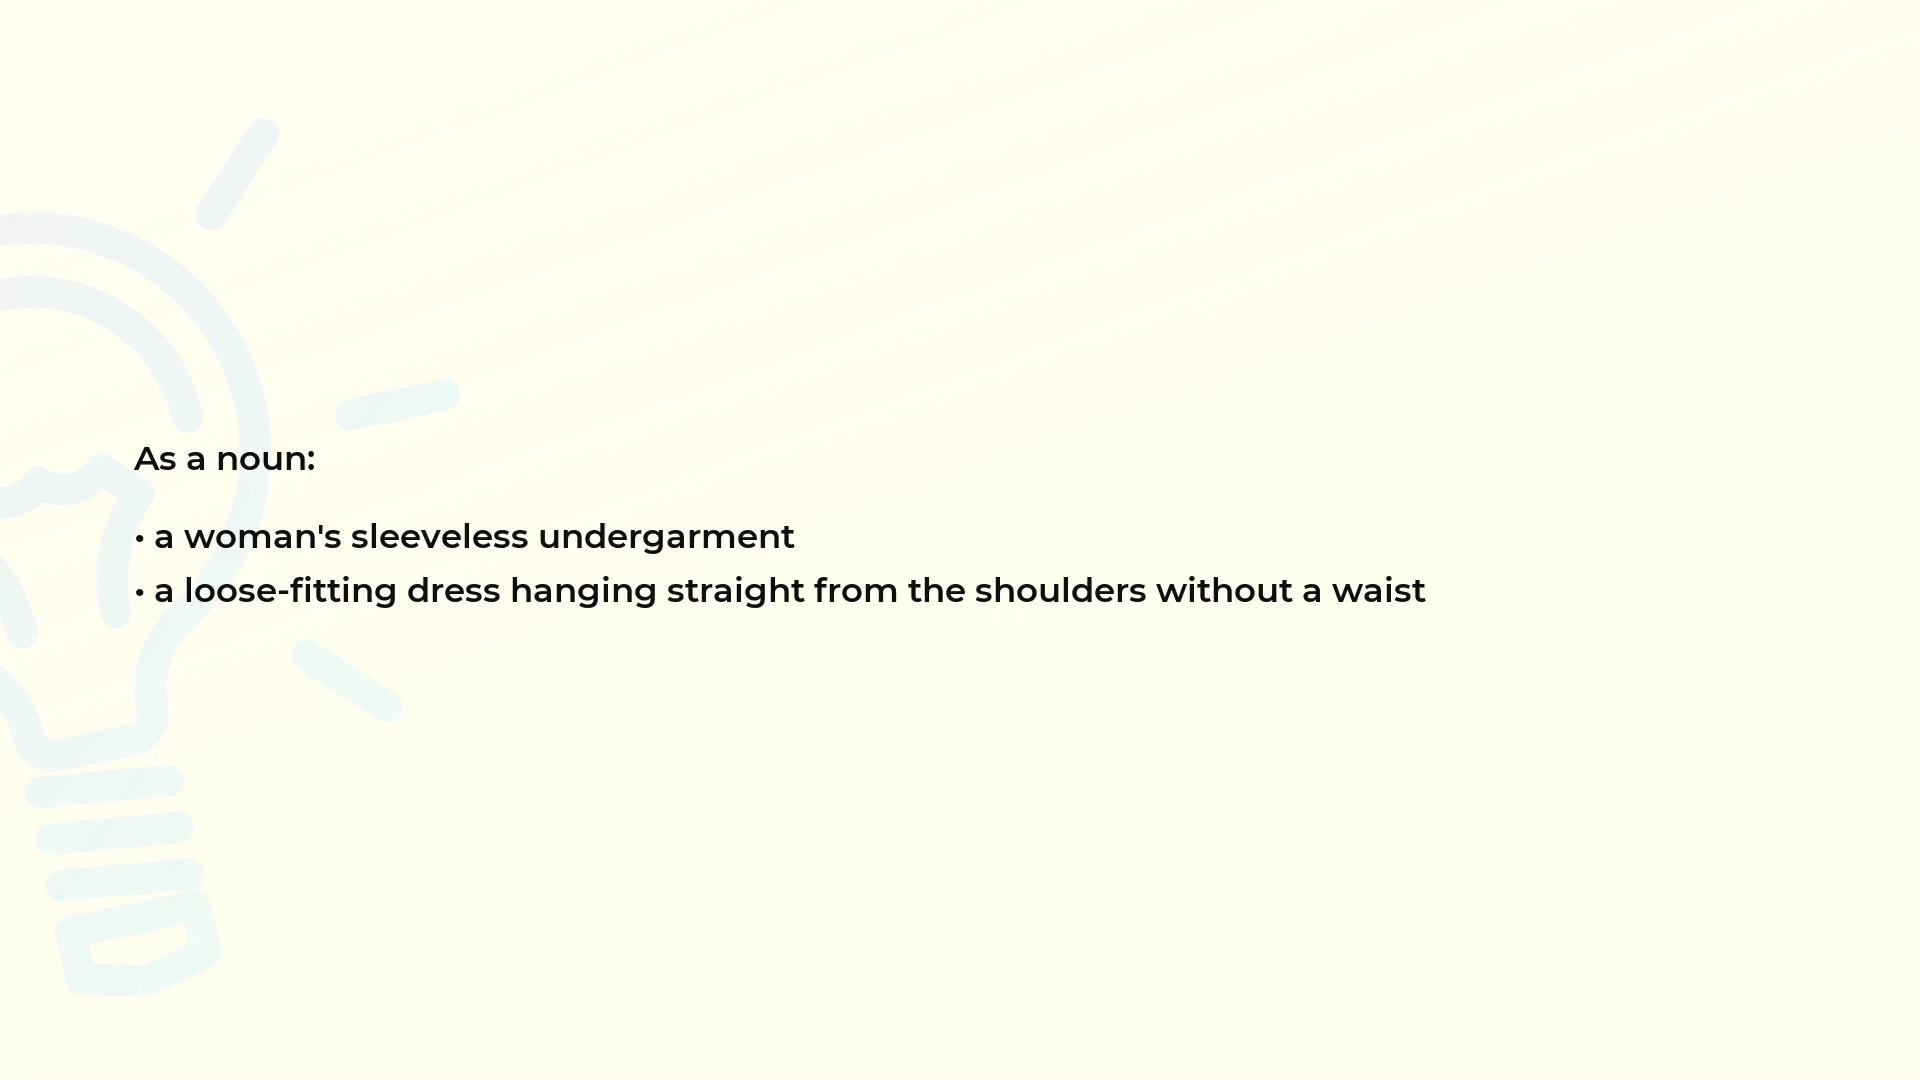 As a noun:
• a woman's sleeveless undergarment
• a loose-fitting dress hanging straight from the shoulders without a waist